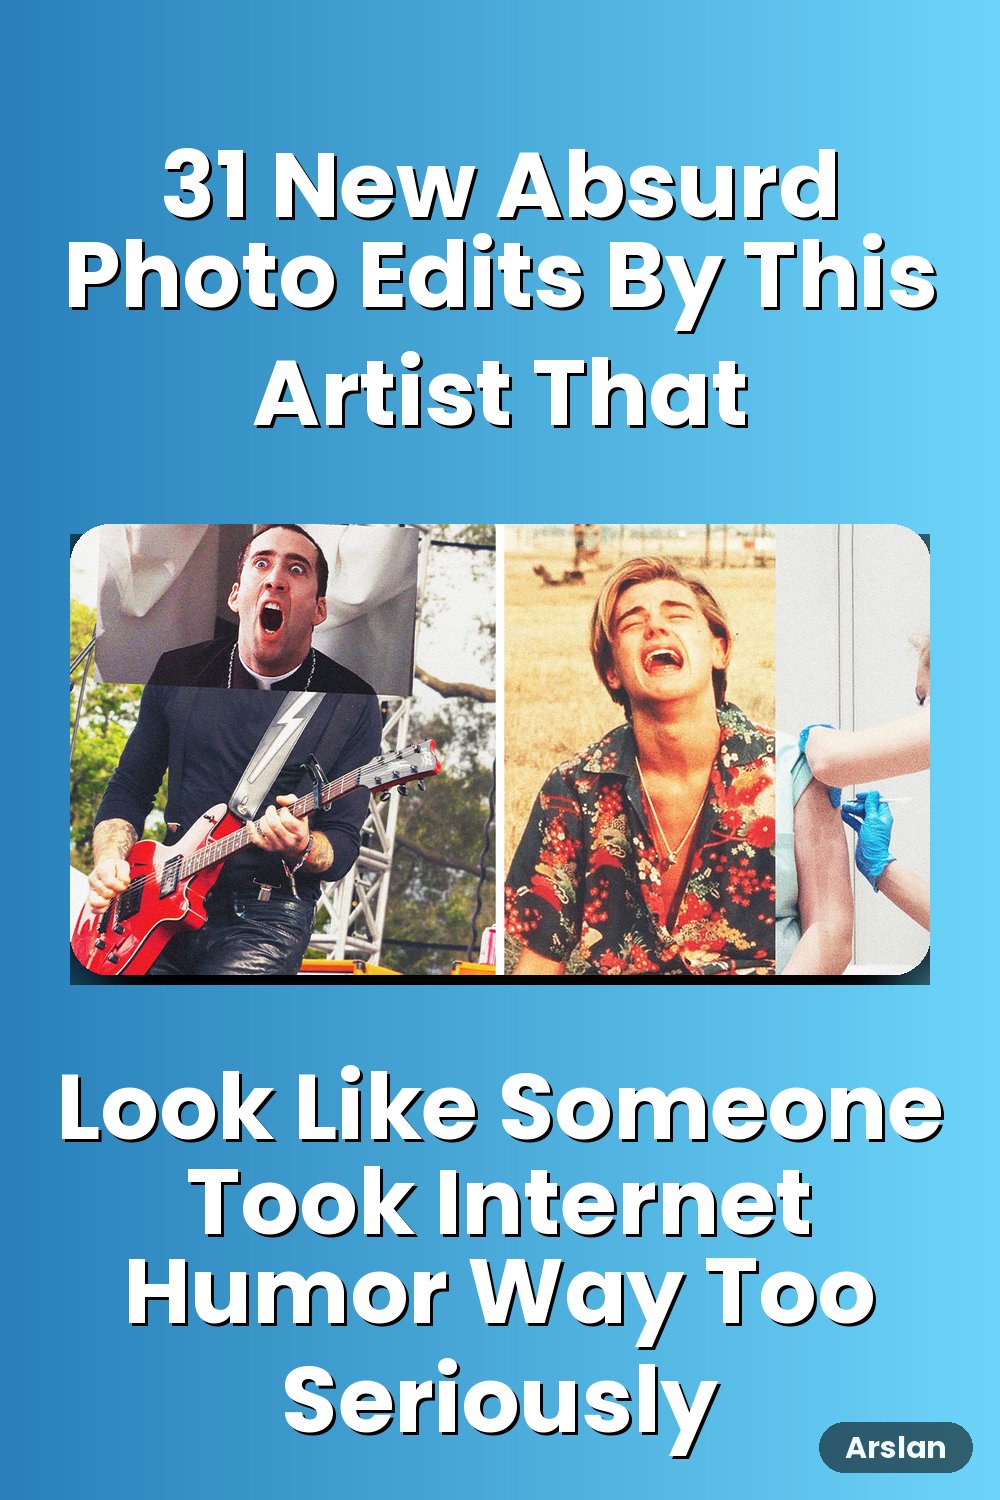 31 New Absurd
Photo Edits By This
Artist That
Look Like Someone
Took Internet
Humor Way Too
Seriously
Arslan